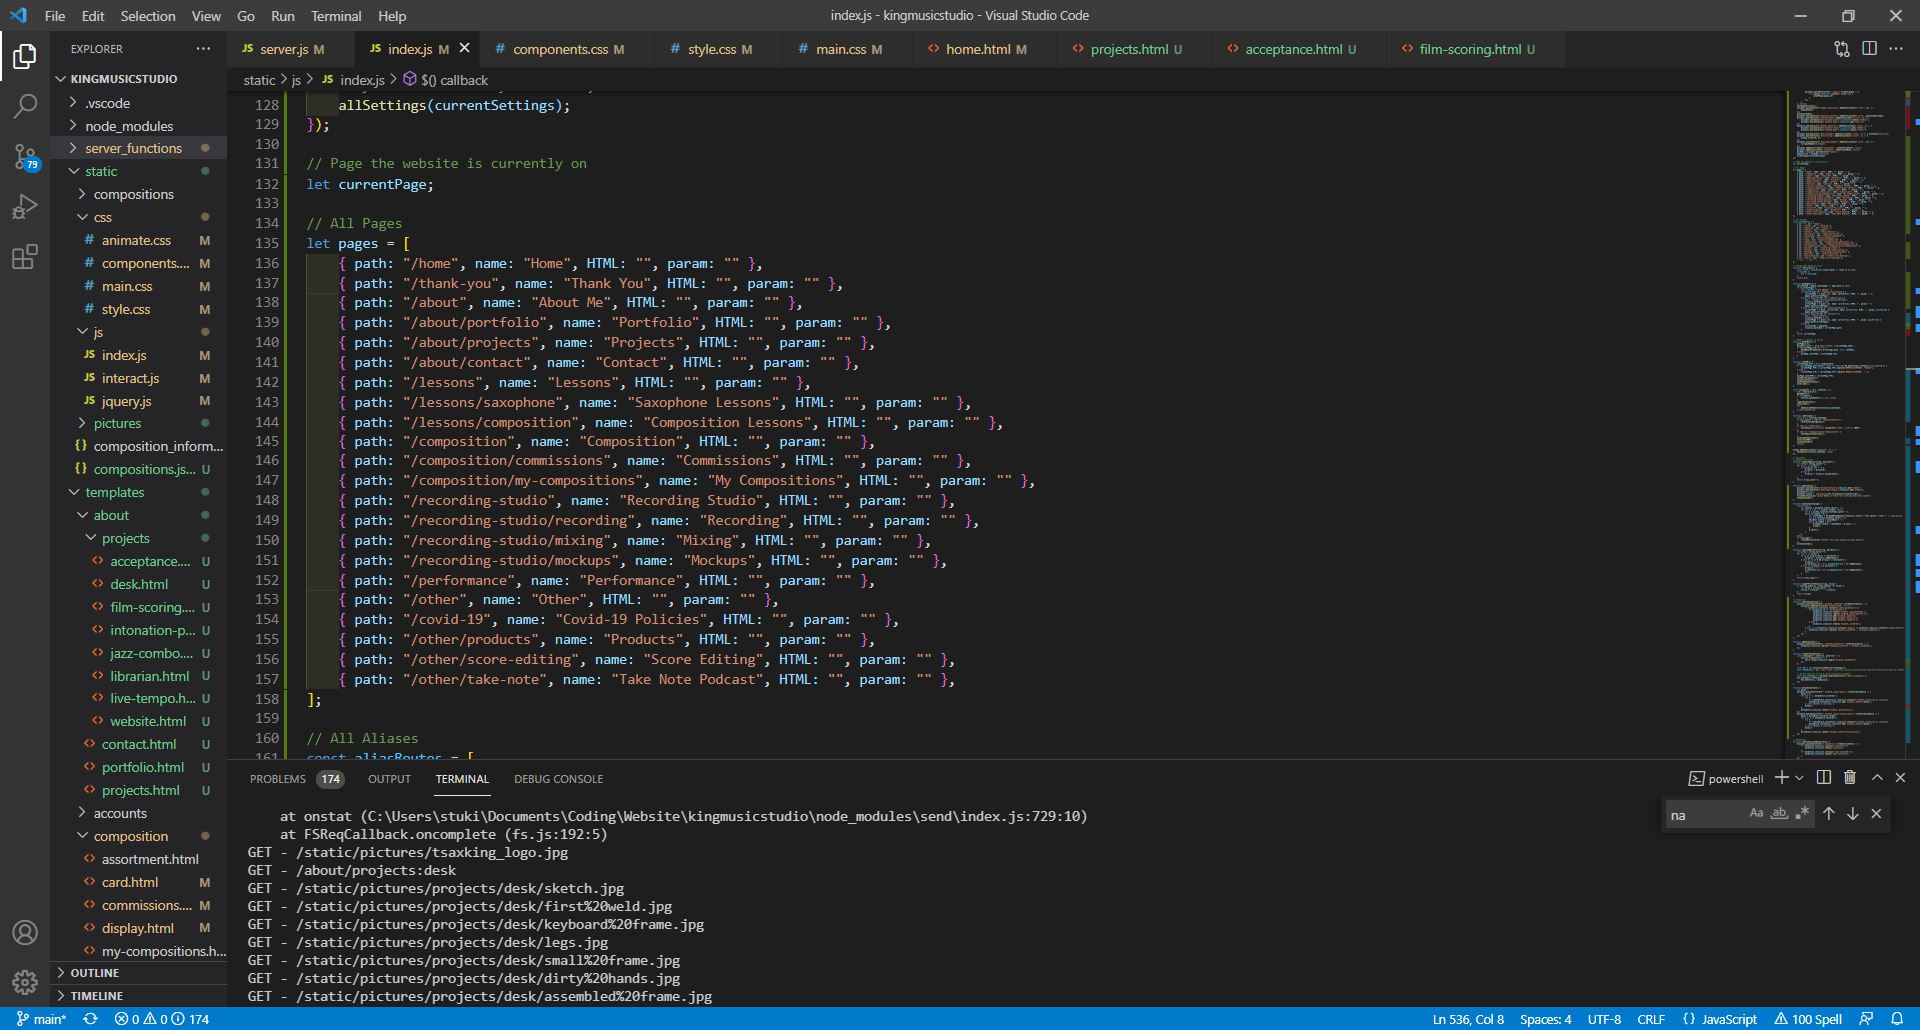 File Edit Selection View Go Run Terminal Help
index.js - kingmusicstudio - Visual Studio Code
EXPLORER
JS server.js M
JS index.js M
# components.css M
# style.css M
# main.css M
<> home.html M
<> projects.html U
<> acceptance.html U
<> film-scoring.html U
static > js > JS index.js > $() callback
KINGMUSICSTUDIO
.vscode
node_modules
server_functions
static
compositions
css
# animate.css M
# components.... M
# main.css M
# style.css M
js
JS index.js M
JS interact.js M
JS jquery.js M
pictures
{} composition_inform...
{} compositions.js... U
templates
about
projects
<> acceptance.... U
<> desk.html U
<> film-scoring.... U
<> intonation-p... U
<> jazz-combo.... U
<> librarian.html U
<> live-tempo.h... U
<> website.html U
<> contact.html U
<> portfolio.html U
<> projects.html U
accounts
composition
<> assortment.html
<> card.html M
<> commissions.... M
<> display.html M
<> my-compositions.h...
OUTLINE
TIMELINE
79
128 allSettings(currentSettings);
129 });
130
131 // Page the website is currently on
132 let currentPage;
133
134 // All Pages
135 let pages = [
136 { path: "/home", name: "Home", HTML: "", param: "" },
137 { path: "/thank-you", name: "Thank You", HTML: "", param: "" },
138 { path: "/about", name: "About Me", HTML: "", param: "" },
139 { path: "/about/portfolio", name: "Portfolio", HTML: "", param: "" },
140 { path: "/about/projects", name: "Projects", HTML: "", param: "" },
141 { path: "/about/contact", name: "Contact", HTML: "", param: "" },
142 { path: "/lessons", name: "Lessons", HTML: "", param: "" },
143 { path: "/lessons/saxophone", name: "Saxophone Lessons", HTML: "", param: "" },
144 { path: "/lessons/composition", name: "Composition Lessons", HTML: "", param: "" },
145 { path: "/composition", name: "Composition", HTML: "", param: "" },
146 { path: "/composition/commissions", name: "Commissions", HTML: "", param: "" },
147 { path: "/composition/my-compositions", name: "My Compositions", HTML: "", param: "" },
148 { path: "/recording-studio", name: "Recording Studio", HTML: "", param: "" },
149 { path: "/recording-studio/recording", name: "Recording", HTML: "", param: "" },
150 { path: "/recording-studio/mixing", name: "Mixing", HTML: "", param: "" },
151 { path: "/recording-studio/mockups", name: "Mockups", HTML: "", param: "" },
152 { path: "/performance", name: "Performance", HTML: "", param: "" },
153 { path: "/other", name: "Other", HTML: "", param: "" },
154 { path: "/covid-19", name: "Covid-19 Policies", HTML: "", param: "" },
155 { path: "/other/products", name: "Products", HTML: "", param: "" },
156 { path: "/other/score-editing", name: "Score Editing", HTML: "", param: "" },
157 { path: "/other/take-note", name: "Take Note Podcast", HTML: "", param: "" },
158 ];
159
160 // All Aliases
161 const aliasRoutes = [
PROBLEMS 174 OUTPUT TERMINAL DEBUG CONSOLE
powershell
na
Aa ab .*
at onstat (C:\Users\stuki\Documents\Coding\Website\kingmusicstudio\node_modules\send\index.js:729:10)
at FSReqCallback.oncomplete (fs.js:192:5)
GET - /static/pictures/tsaxking_logo.jpg
GET - /about/projects:desk
GET - /static/pictures/projects/desk/sketch.jpg
GET - /static/pictures/projects/desk/first%20weld.jpg
GET - /static/pictures/projects/desk/keyboard%20frame.jpg
GET - /static/pictures/projects/desk/legs.jpg
GET - /static/pictures/projects/desk/small%20frame.jpg
GET - /static/pictures/projects/desk/dirty%20hands.jpg
GET - /static/pictures/projects/desk/assembled%20frame.jpg
main* 0 0 174
Ln 536, Col 8 Spaces: 4 UTF-8 CRLF {} JavaScript 100 Spell